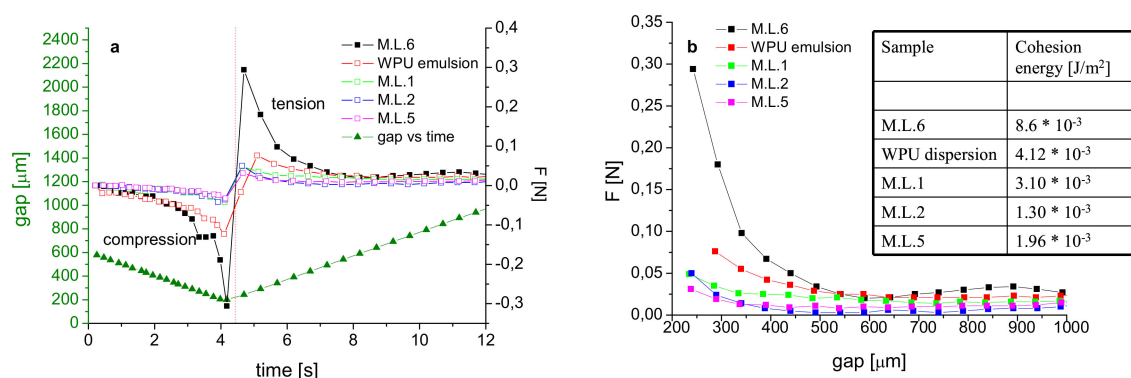 a
2400
2200
2000
1800
1600
1400
1200
1000
800
600
400
200
0
gap [μm]
M.L.6
WPU emulsion
M.L.1
M.L.2
M.L.5
gap vs time
tension
compression
0,4
0,3
0,2
0,1
0,0
-0,1
-0,2
-0,3
F [N]
0 2 4 6 8 10 12
time [s]
b
0,35
0,30
0,25
0,20
0,15
0,10
0,05
0,00
F [N]
M.L.6
WPU emulsion
M.L.1
M.L.2
M.L.5
200 300 400 500 600 700 800 900 1000
gap [μm]
Sample Cohesion
energy [J/m²]
M.L.6 8.6 * 10⁻³
WPU dispersion 4.12 * 10⁻³
M.L.1 3.10 * 10⁻³
M.L.2 1.30 * 10⁻³
M.L.5 1.96 * 10⁻³